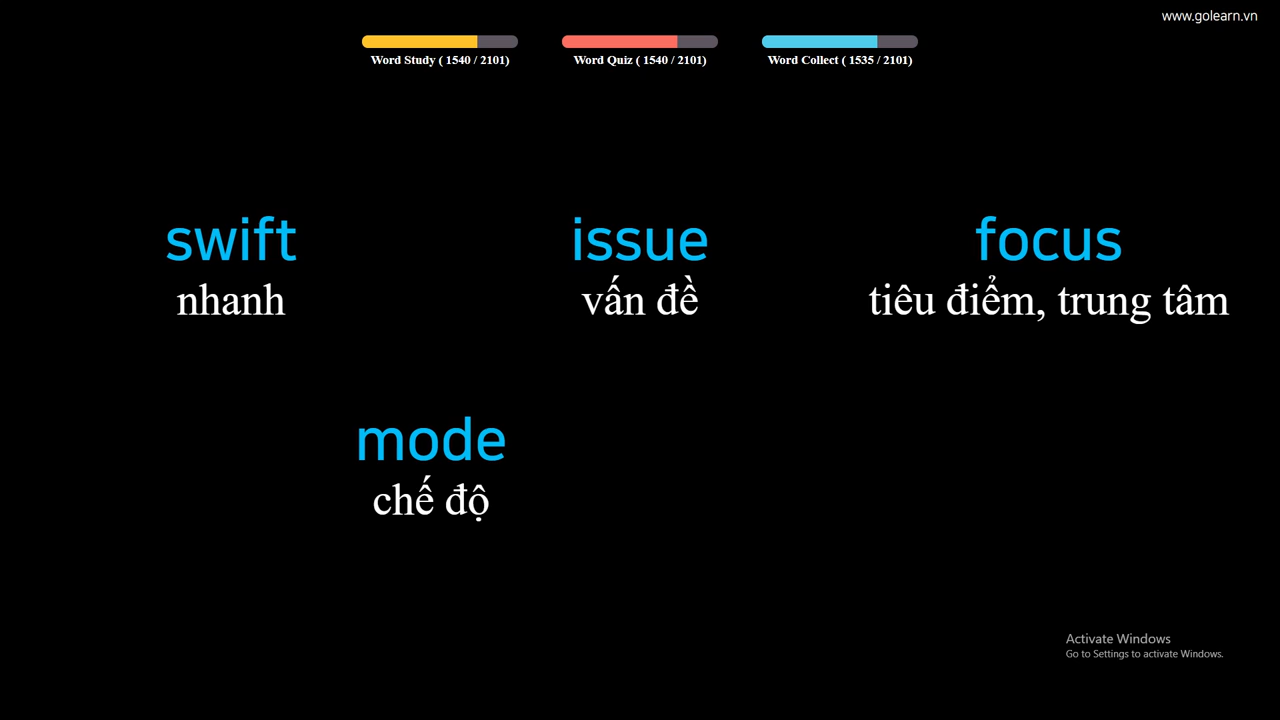 www.golearn.vn
Word Study ( 1540 / 2101)
Word Quiz ( 1540 / 2101)
Word Collect ( 1535 / 2101)
swift
nhanh
issue
vấn đề
focus
tiêu điểm, trung tâm
mode
chế độ
Activate Windows
Go to Settings to activate Windows.